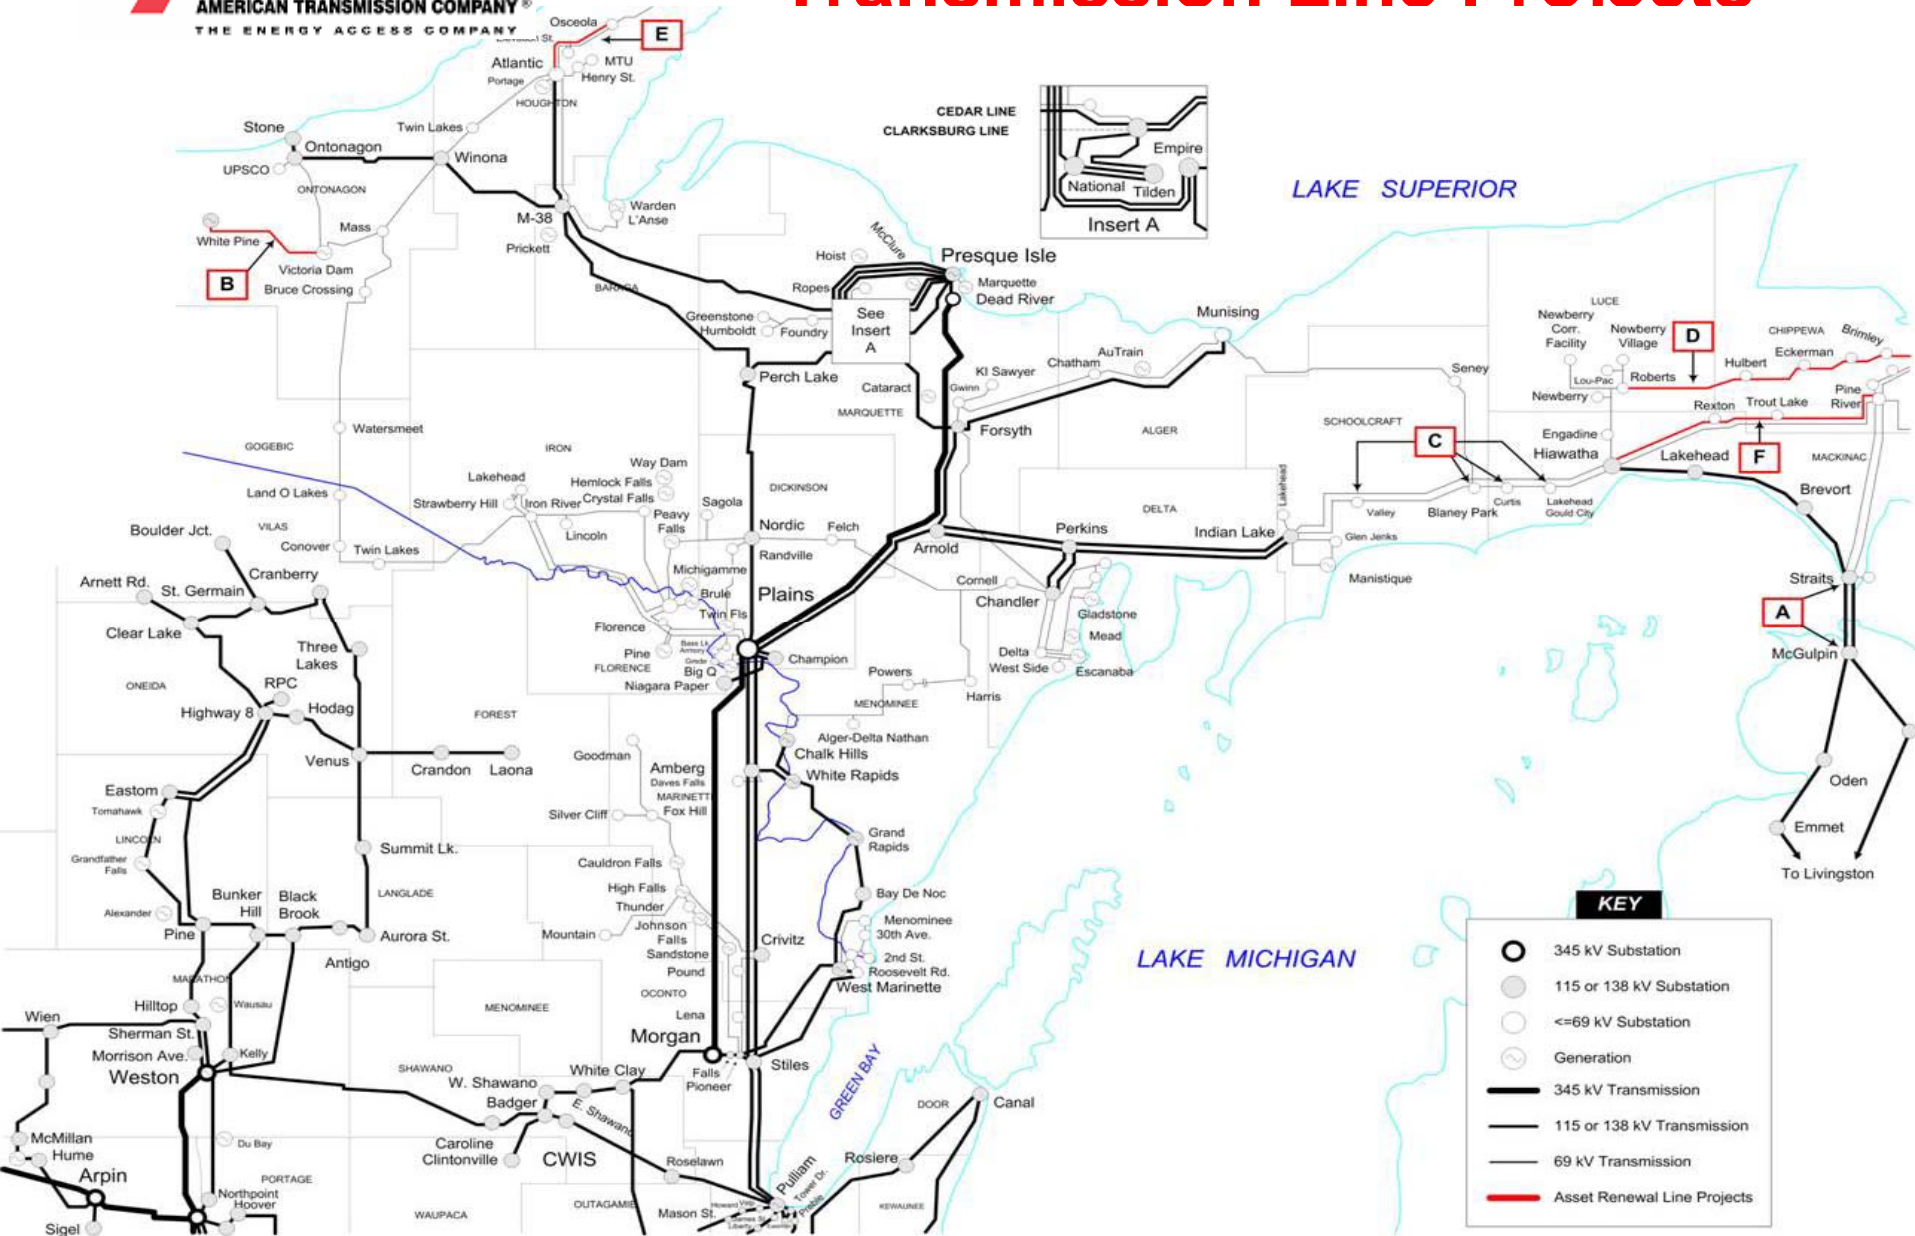 AMERICAN TRANSMISSION COMPANY®
THE ENERGY ACCESS COMPANY
Transmission Line Projects
Osceola
E
Elevation St.
Atlantic
MTU
Portage
Henry St.
HOUGHTON
Stone
Twin Lakes
Ontonagon
Winona
UPSCO
ONTONAGON
White Pine
Mass
M-38
Prickett
Warden
L'Anse
B
Victoria Dam
Bruce Crossing
BARAGA
CEDAR LINE
CLARKSBURG LINE
Empire
National
Tilden
Insert A
LAKE SUPERIOR
Hoist
McClure
Presque Isle
Ropes
Marquette
Dead River
Greenstone
Humboldt
Foundry
See
Insert
A
Munising
Perch Lake
Cataract
MARQUETTE
KI Sawyer
Gwinn
Chatham
AuTrain
Forsyth
ALGER
Seney
SCHOOLCRAFT
LUCE
Newberry
Corr.
Facility
Newberry
Village
D
CHIPPEWA
Brimley
Hulbert
Eckerman
Lou-Pac
Roberts
Newberry
Rexton
Trout Lake
Pine
River
Engadine
Hiawatha
Lakehead
F
MACKINAC
C
Brevort
Valley
Blaney Park
Curtis
Lakehead
Gould City
Watersmeet
GOGEBIC
IRON
Way Dam
Lakehead
Hemlock Falls
Crystal Falls
DICKINSON
Land O Lakes
Strawberry Hill
Iron River
Sagola
VILAS
Lincoln
Peavy
Falls
Nordic
Felch
Randville
Conover
Twin Lakes
Arnold
DELTA
Perkins
Lakehead
Indian Lake
Glen Jenks
Manistique
Straits
A
McGulpin
Boulder Jct.
Cranberry
Arnett Rd.
St. Germain
Clear Lake
Three
Lakes
Michigamme
Brule
Twin Fls
Plains
Cornell
Chandler
Gladstone
Mead
Delta
West Side
Escanaba
Florence
Bass Lk.
Armory
Grede
Pine
FLORENCE
Big Q
Champion
Niagara Paper
Powers
Harris
MENOMINEE
ONEIDA
RPC
Highway 8
Hodag
FOREST
Venus
Crandon
Laona
Alger-Delta Nathan
Chalk Hills
White Rapids
Goodman
Amberg
Daves Falls
MARINETT
Fox Hill
Silver Cliff
Oden
Emmet
To Livingston
Eastom
Tomahawk
LINCOLN
Grandfather
Falls
Summit Lk.
Cauldron Falls
High Falls
Thunder
Johnson
Falls
Grand
Rapids
Bay De Noc
Menominee
30th Ave.
2nd St.
Roosevelt Rd.
West Marinette
LANGLADE
Bunker
Hill
Black
Brook
Alexander
Pine
Aurora St.
Antigo
Mountain
Sandstone
Crivitz
Pound
OCONTO
Lena
MARATHON
Hilltop
Wausau
MENOMINEE
Morgan
Wien
Sherman St.
Morrison Ave.
Kelly
Weston
SHAWANO
White Clay
Falls
Pioneer
Stiles
W. Shawano
Badger
E. Shawano
Caroline
Clintonville
CWIS
GREEN BAY
DOOR
Canal
McMillan
Hume
Du Bay
Arpin
PORTAGE
Northpoint
Hoover
Sigel
WAUPACA
OUTAGAMIE
Roselawn
Mason St.
Pulliam
Tower Dr.
Preble
Rosiere
KEWAUNEE
LAKE MICHIGAN
KEY
345 kV Substation
115 or 138 kV Substation
<=69 kV Substation
Generation
345 kV Transmission
115 or 138 kV Transmission
69 kV Transmission
Asset Renewal Line Projects